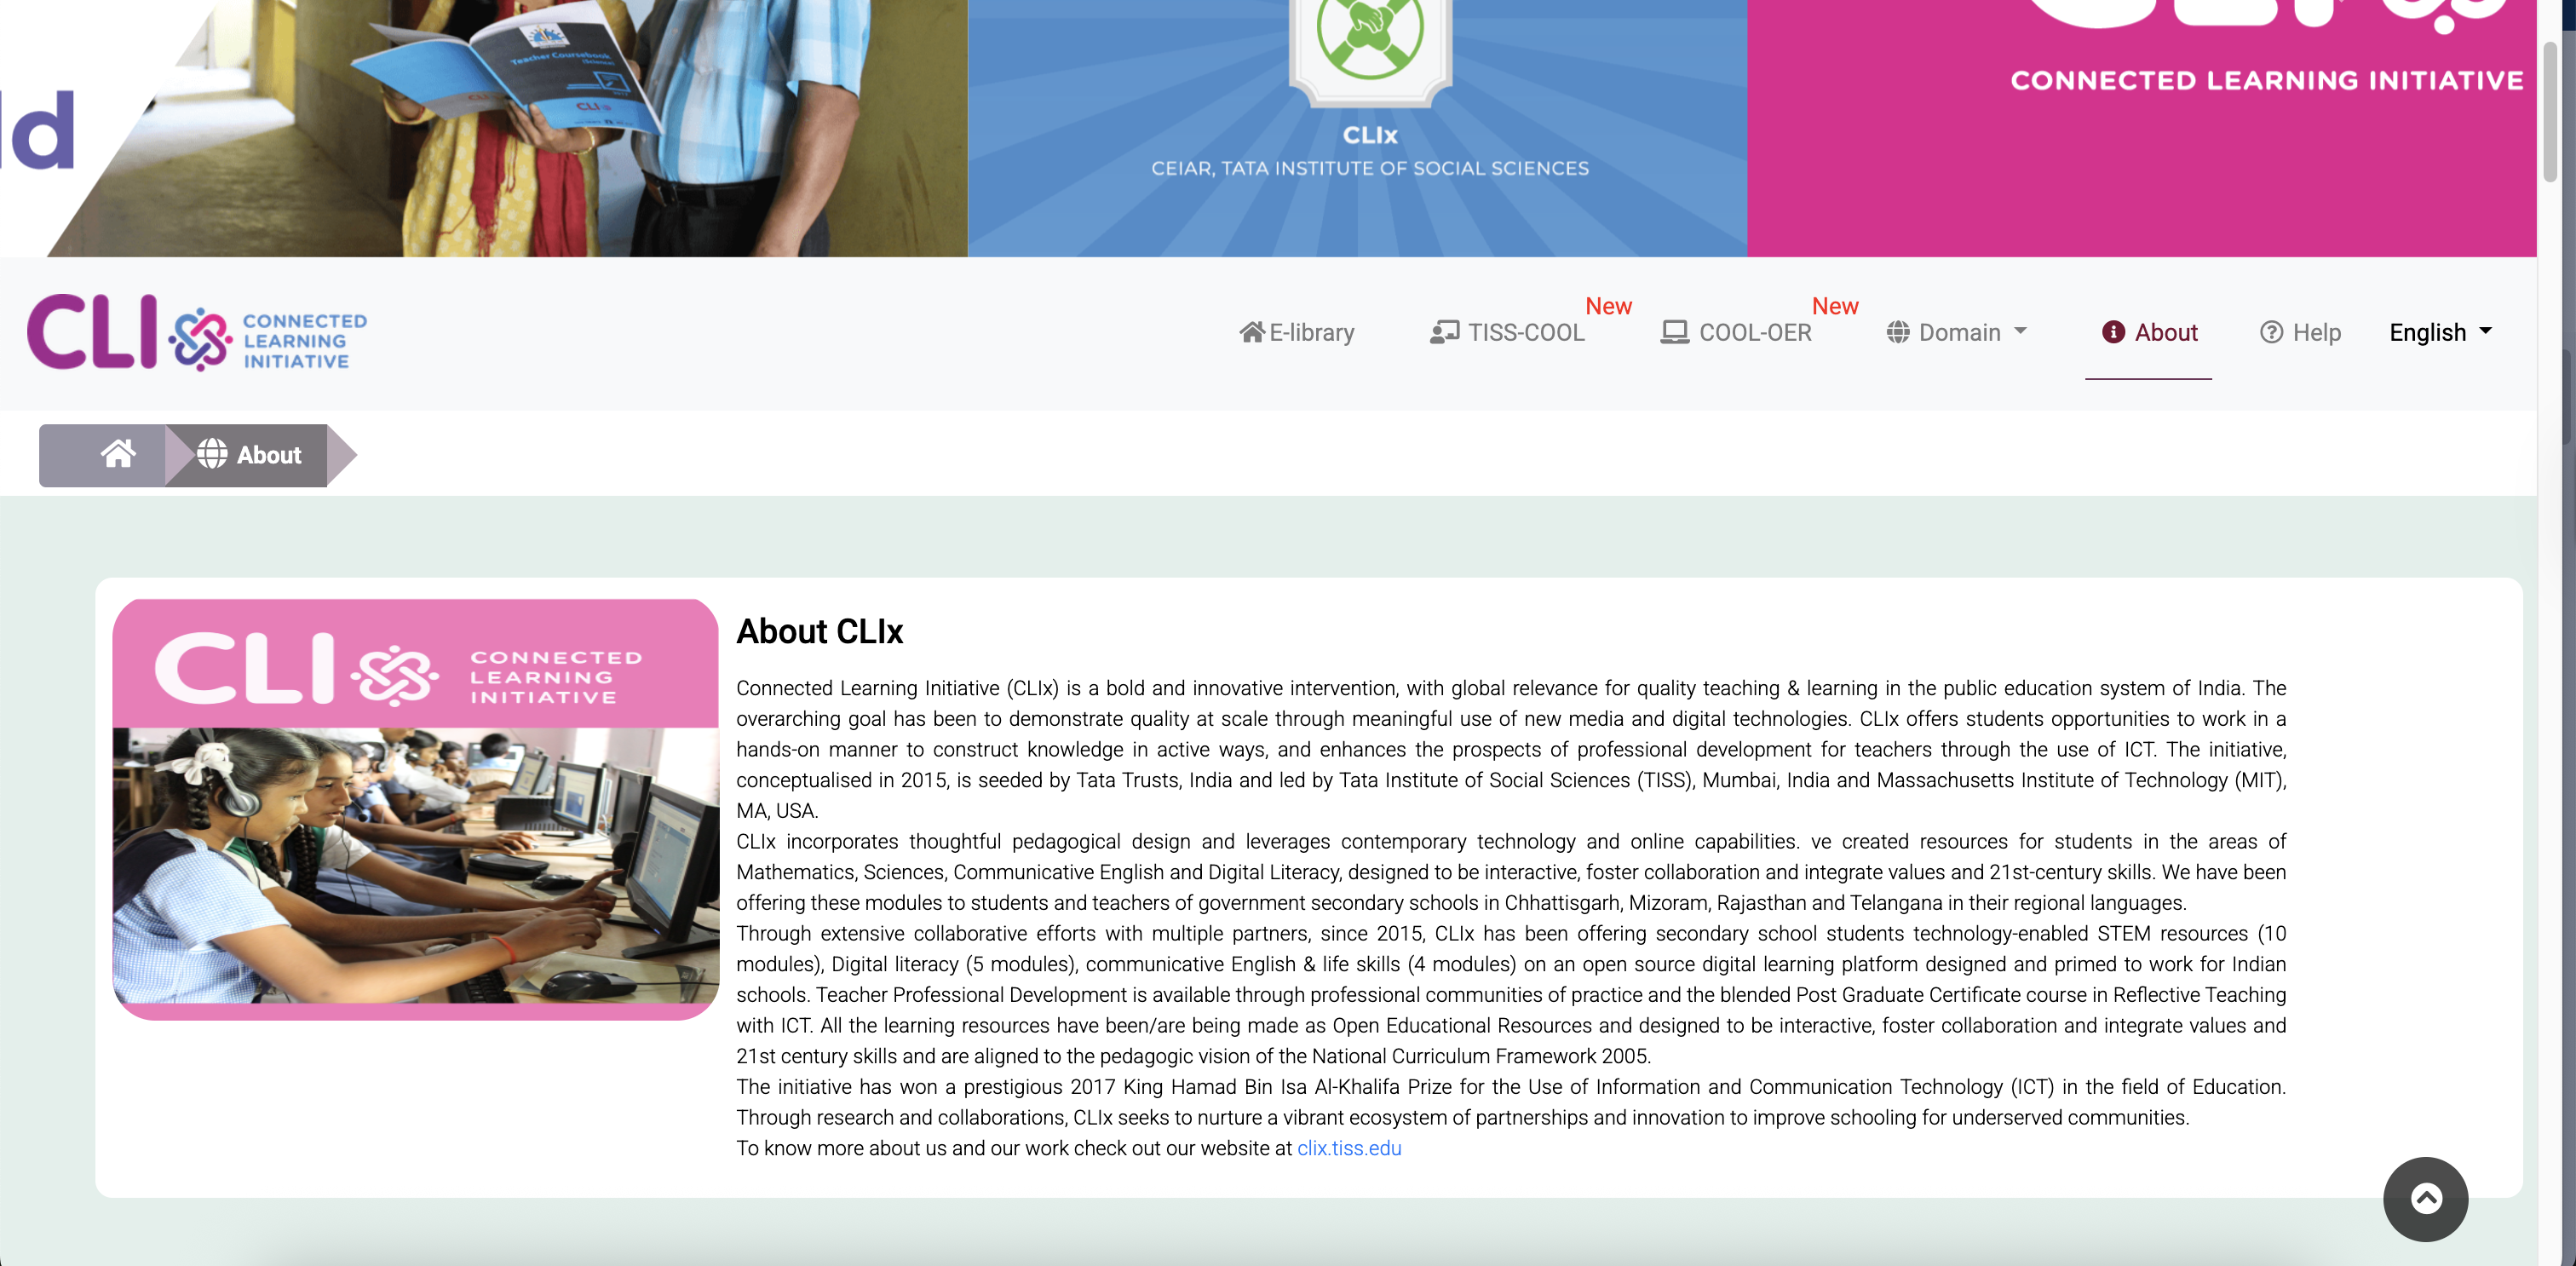 Teacher Coursebook
(Science)
CLI
CLIx
CEIAR, TATA INSTITUTE OF SOCIAL SCIENCES
CONNECTED LEARNING INITIATIVE
CLI CONNECTED
LEARNING
INITIATIVE
E-library
TISS-COOL New
COOL-OER New
Domain
About
Help
English
About
CLI CONNECTED
LEARNING
INITIATIVE
About CLIx
Connected Learning Initiative (CLIx) is a bold and innovative intervention, with global relevance for quality teaching & learning in the public education system of India. The
overarching goal has been to demonstrate quality at scale through meaningful use of new media and digital technologies. CLIx offers students opportunities to work in a
hands-on manner to construct knowledge in active ways, and enhances the prospects of professional development for teachers through the use of ICT. The initiative,
conceptualised in 2015, is seeded by Tata Trusts, India and led by Tata Institute of Social Sciences (TISS), Mumbai, India and Massachusetts Institute of Technology (MIT),
MA, USA.
CLIx incorporates thoughtful pedagogical design and leverages contemporary technology and online capabilities. ve created resources for students in the areas of
Mathematics, Sciences, Communicative English and Digital Literacy, designed to be interactive, foster collaboration and integrate values and 21st-century skills. We have been
offering these modules to students and teachers of government secondary schools in Chhattisgarh, Mizoram, Rajasthan and Telangana in their regional languages.
Through extensive collaborative efforts with multiple partners, since 2015, CLIx has been offering secondary school students technology-enabled STEM resources (10
modules), Digital literacy (5 modules), communicative English & life skills (4 modules) on an open source digital learning platform designed and primed to work for Indian
schools. Teacher Professional Development is available through professional communities of practice and the blended Post Graduate Certificate course in Reflective Teaching
with ICT. All the learning resources have been/are being made as Open Educational Resources and designed to be interactive, foster collaboration and integrate values and
21st century skills and are aligned to the pedagogic vision of the National Curriculum Framework 2005.
The initiative has won a prestigious 2017 King Hamad Bin Isa Al-Khalifa Prize for the Use of Information and Communication Technology (ICT) in the field of Education.
Through research and collaborations, CLIx seeks to nurture a vibrant ecosystem of partnerships and innovation to improve schooling for underserved communities.
To know more about us and our work check out our website at clix.tiss.edu